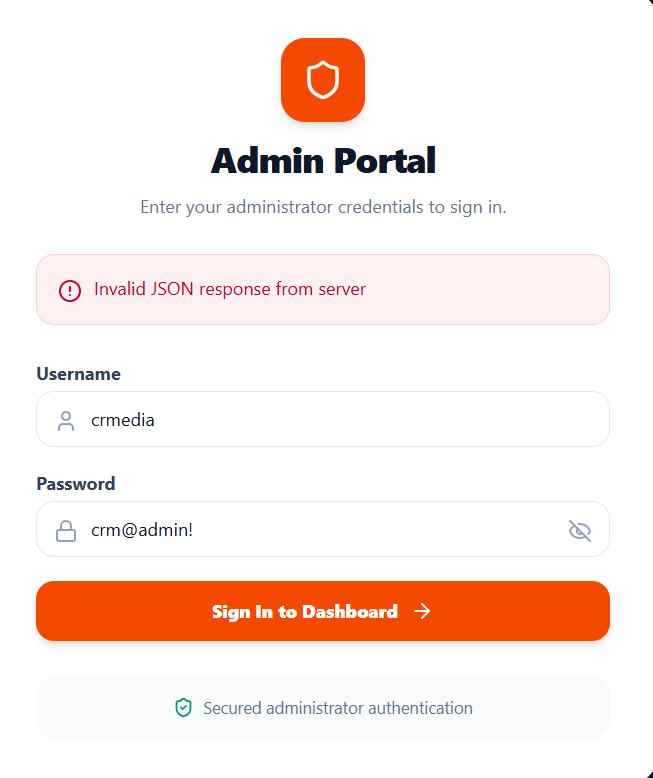 Admin Portal
Enter your administrator credentials to sign in.
Invalid JSON response from server
Username
crmedia
Password
crm@admin!
Sign In to Dashboard
Secured administrator authentication